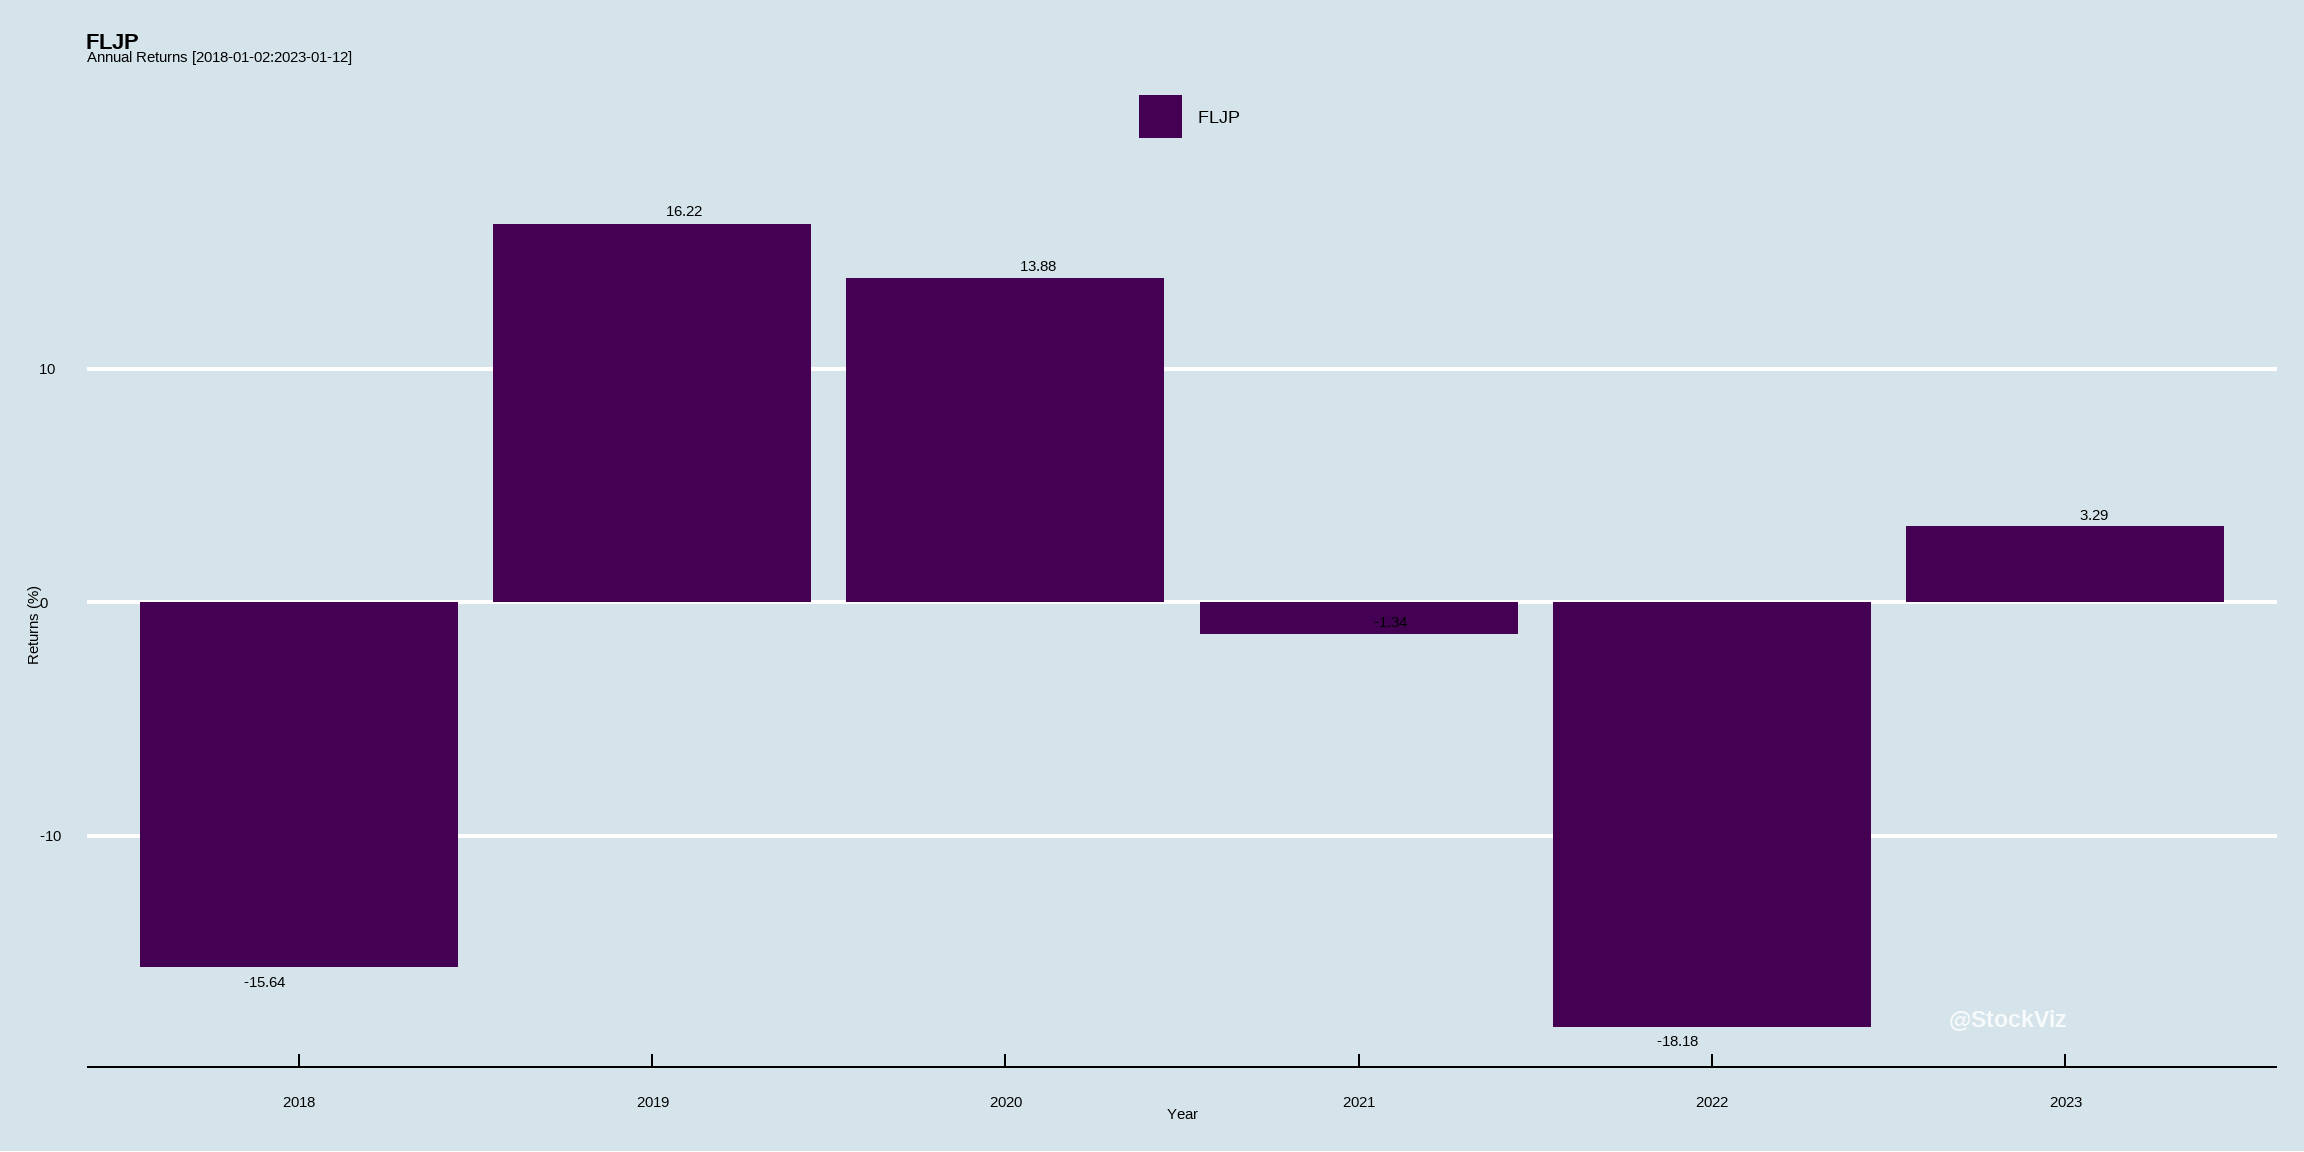 FLJP
Annual Returns [2018-01-02:2023-01-12]
FLJP
16.22
13.88
10
3.29
Returns (%)
0
-1.34
-10
-15.64
@StockViz
-18.18
2018 2019 2020 2021 2022 2023
Year